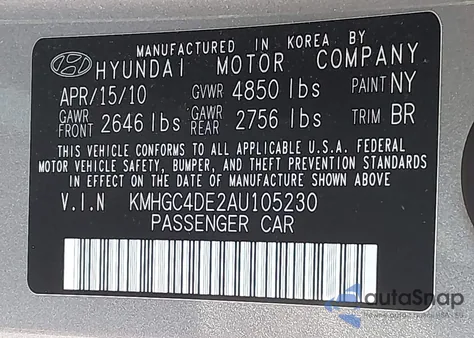 MANUFACTURED IN KOREA BY
HYUNDAI MOTOR COMPANY
APR/15/10 GVWR 4850 lbs PAINT NY
GAWR FRONT 2646 lbs GAWR REAR 2756 lbs TRIM BR
THIS VEHICLE CONFORMS TO ALL APPLICABLE U.S.A. FEDERAL
MOTOR VEHICLE SAFETY, BUMPER, AND THEFT PREVENTION STANDARDS
IN EFFECT ON THE DATE OF MANUFACTURE SHOWN ABOVE
V.I.N KMHGC4DE2AU105230
PASSENGER CAR
autoSnap